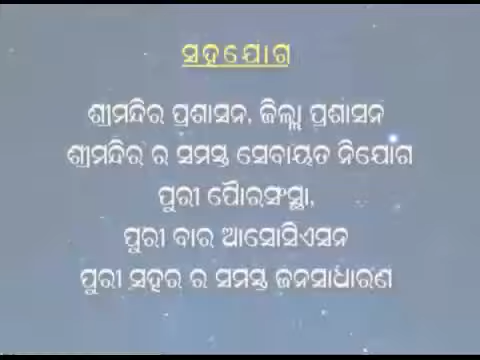 ସହଯୋଗ
ଶ୍ରୀମନ୍ଦିର ପ୍ରଶାସନ, ଜିଲ୍ଲା ପ୍ରଶାସନ
ଶ୍ରୀମନ୍ଦିର ର ସମସ୍ତ ସେବାୟତ ନିଯୋଗ
ପୁରୀ ପୌରସଂସ୍ଥା,
ପୁରୀ ବାର ଆସୋସିଏସନ
ପୁରୀ ସହର ର ସମସ୍ତ ଜନସାଧାରଣ